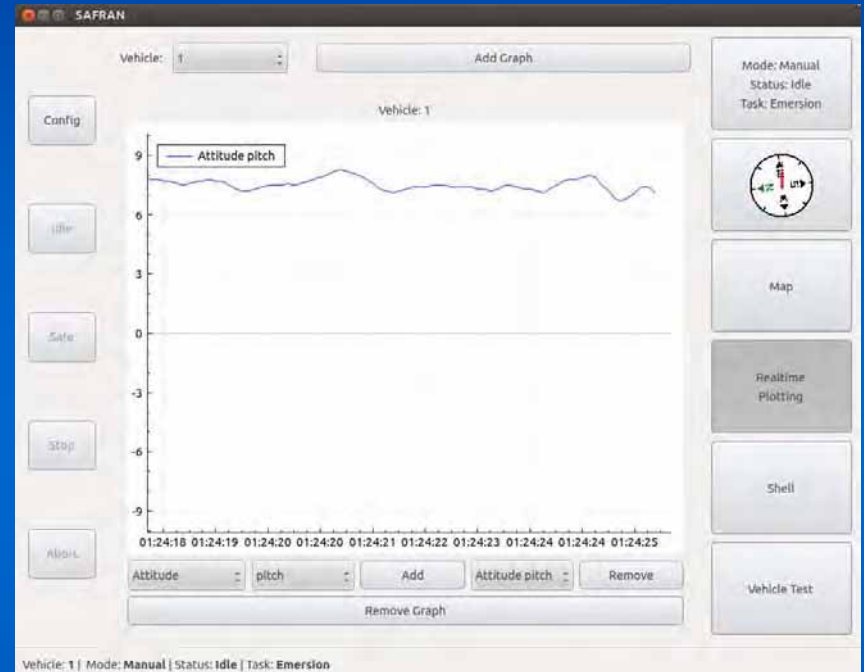 SAFRAN
Vehicle: 1
Add Graph
Mode: Manual
Status: Idle
Task: Emersion
Config
Idle
Safe
Stop
Abort
Vehicle: 1
Attitude pitch
9
6
3
0
-3
-6
-9
01:24:18 01:24:19 01:24:20 01:24:20 01:24:21 01:24:22 01:24:23 01:24:24 01:24:24 01:24:25
Attitude pitch Add Attitude pitch Remove
Remove Graph
Map
Realtime
Plotting
Shell
Vehicle Test
Vehicle: 1 | Mode: Manual | Status: Idle | Task: Emersion